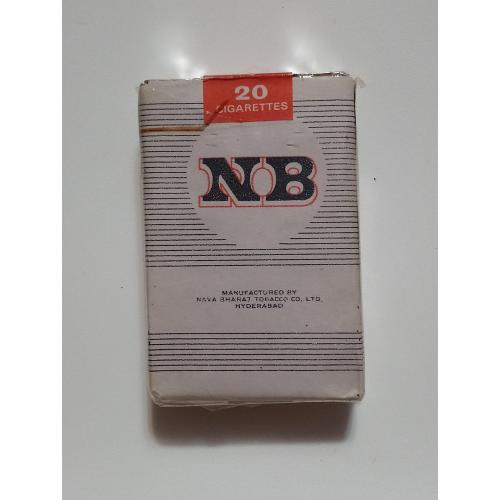 20
CIGARETTES
NB
MANUFACTURED BY
NAVA BHARAT TOBACCO CO. LTD.
HYDERABAD